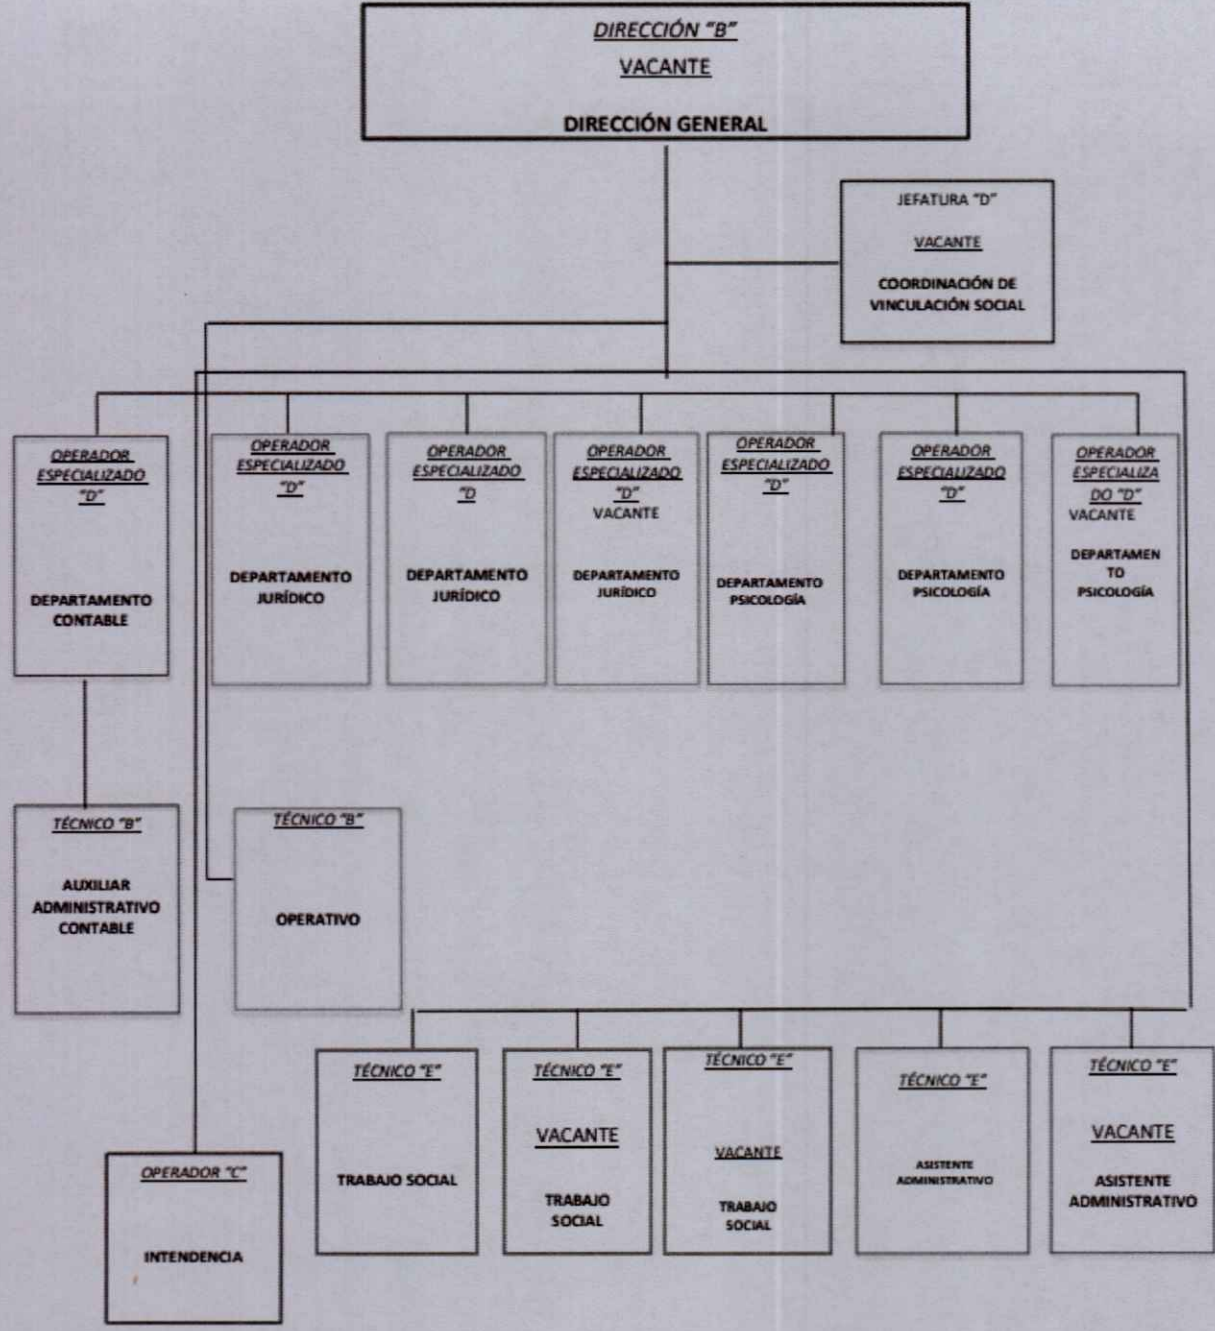 DIRECCIÓN "B"
VACANTE
DIRECCIÓN GENERAL
JEFATURA "D"
VACANTE
COORDINACIÓN DE
VINCULACIÓN SOCIAL
OPERADOR
ESPECIALIZADO
"D"
DEPARTAMENTO
CONTABLE
OPERADOR
ESPECIALIZADO
"D"
DEPARTAMENTO
JURÍDICO
OPERADOR
ESPECIALIZADO
"D
DEPARTAMENTO
JURÍDICO
OPERADOR
ESPECIALIZADO
"D"
VACANTE
DEPARTAMENTO
JURÍDICO
OPERADOR
ESPECIALIZADO
"D"
DEPARTAMENTO
PSICOLOGÍA
OPERADOR
ESPECIALIZADO
"D"
DEPARTAMENTO
PSICOLOGÍA
OPERADOR
ESPECIALIZA
DO "D"
VACANTE
DEPARTAMEN
TO
PSICOLOGÍA
TÉCNICO "B"
AUXILIAR
ADMINISTRATIVO
CONTABLE
TÉCNICO "B"
OPERATIVO
TÉCNICO "E"
TRABAJO SOCIAL
TÉCNICO "E"
VACANTE
TRABAJO
SOCIAL
TÉCNICO "E"
VACANTE
TRABAJO
SOCIAL
TÉCNICO "E"
ASISTENTE
ADMINISTRATIVO
TÉCNICO "E"
VACANTE
ASISTENTE
ADMINISTRATIVO
OPERADOR "C"
INTENDENCIA